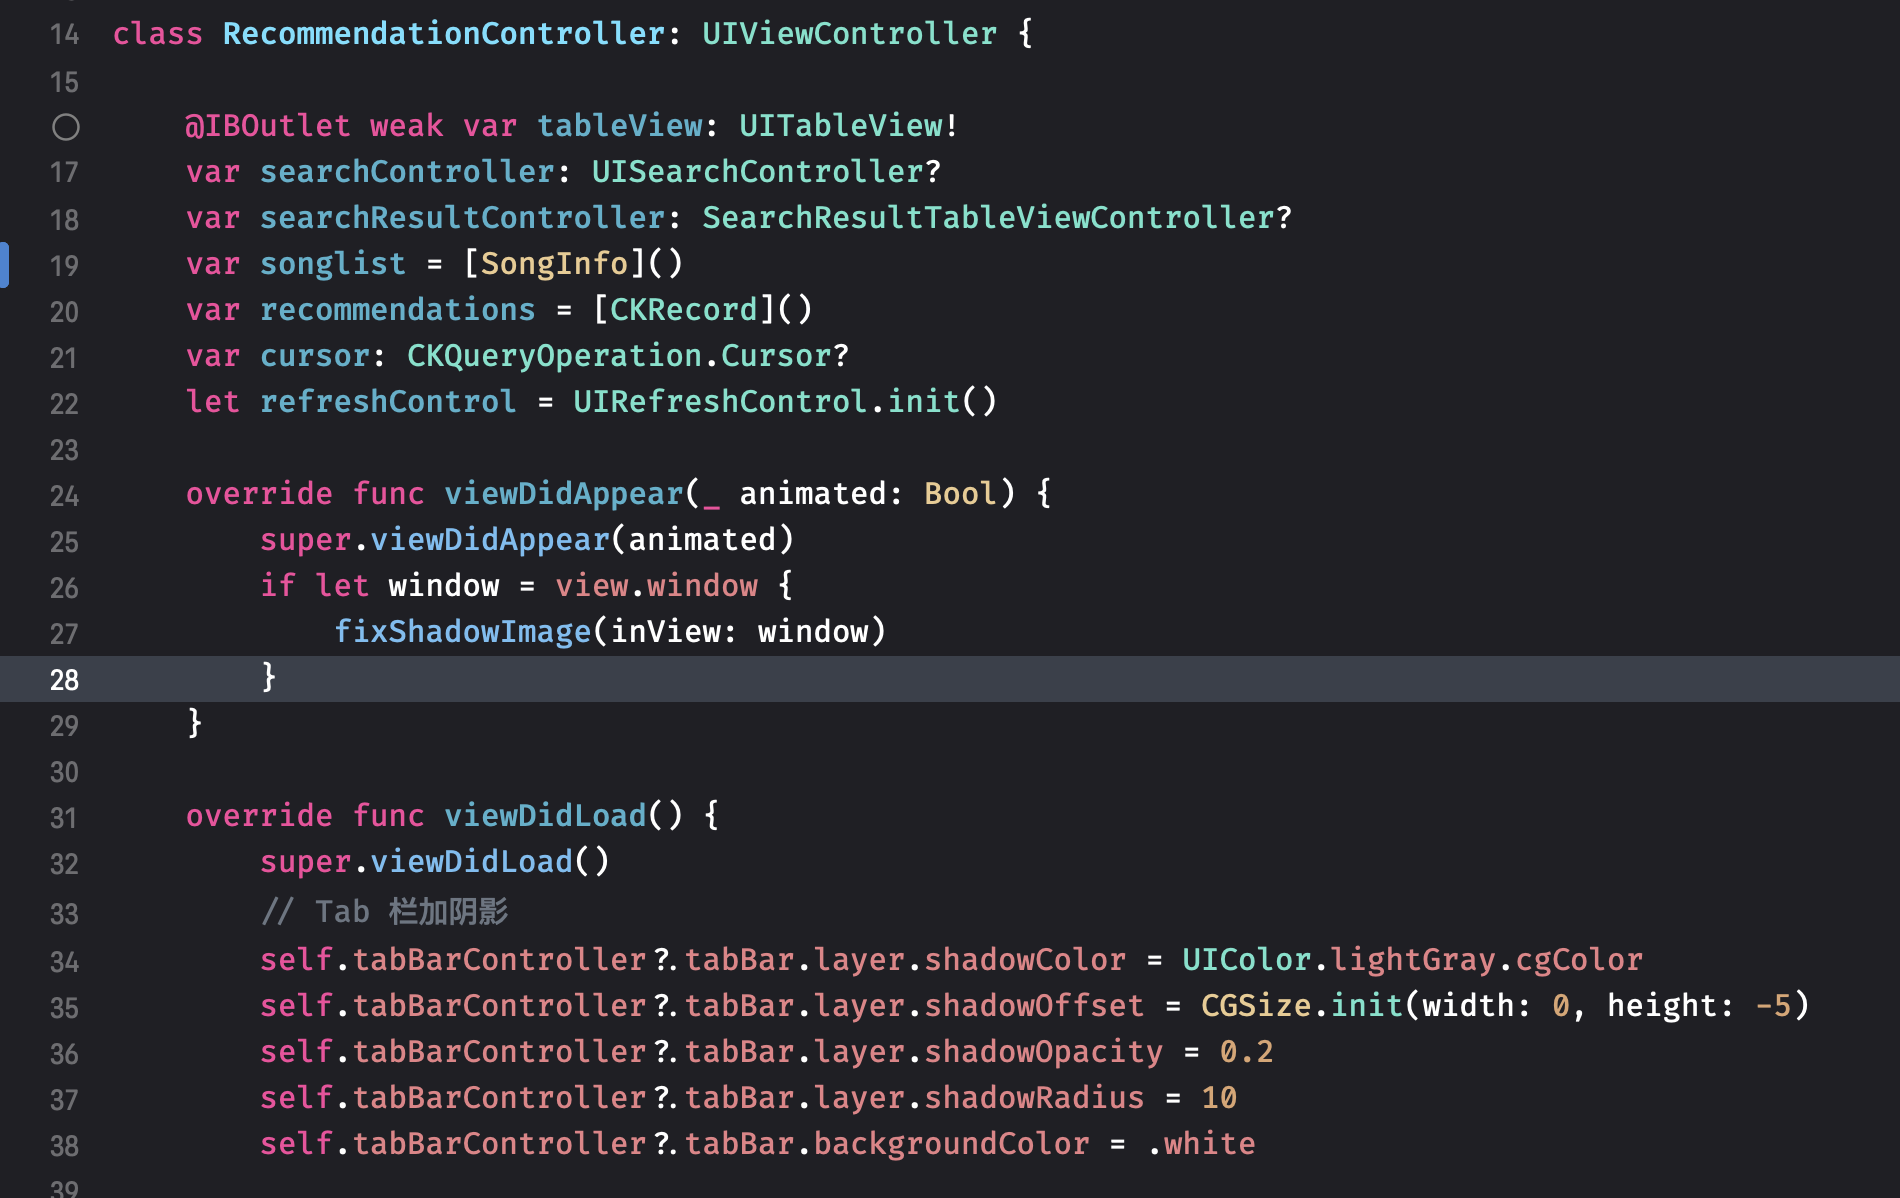 14 class RecommendationController: UIViewController {
15
@IBOutlet weak var tableView: UITableView!
17 var searchController: UISearchController?
18 var searchResultController: SearchResultTableViewController?
19 var songlist = [SongInfo]()
20 var recommendations = [CKRecord]()
21 var cursor: CKQueryOperation.Cursor?
22 let refreshControl = UIRefreshControl.init()
23
24 override func viewDidAppear(_ animated: Bool) {
25 super.viewDidAppear(animated)
26 if let window = view.window {
27 fixShadowImage(inView: window)
28 }
29 }
30
31 override func viewDidLoad() {
32 super.viewDidLoad()
33 // Tab 栏加阴影
34 self.tabBarController?.tabBar.layer.shadowColor = UIColor.lightGray.cgColor
35 self.tabBarController?.tabBar.layer.shadowOffset = CGSize.init(width: 0, height: -5)
36 self.tabBarController?.tabBar.layer.shadowOpacity = 0.2
37 self.tabBarController?.tabBar.layer.shadowRadius = 10
38 self.tabBarController?.tabBar.backgroundColor = .white
39